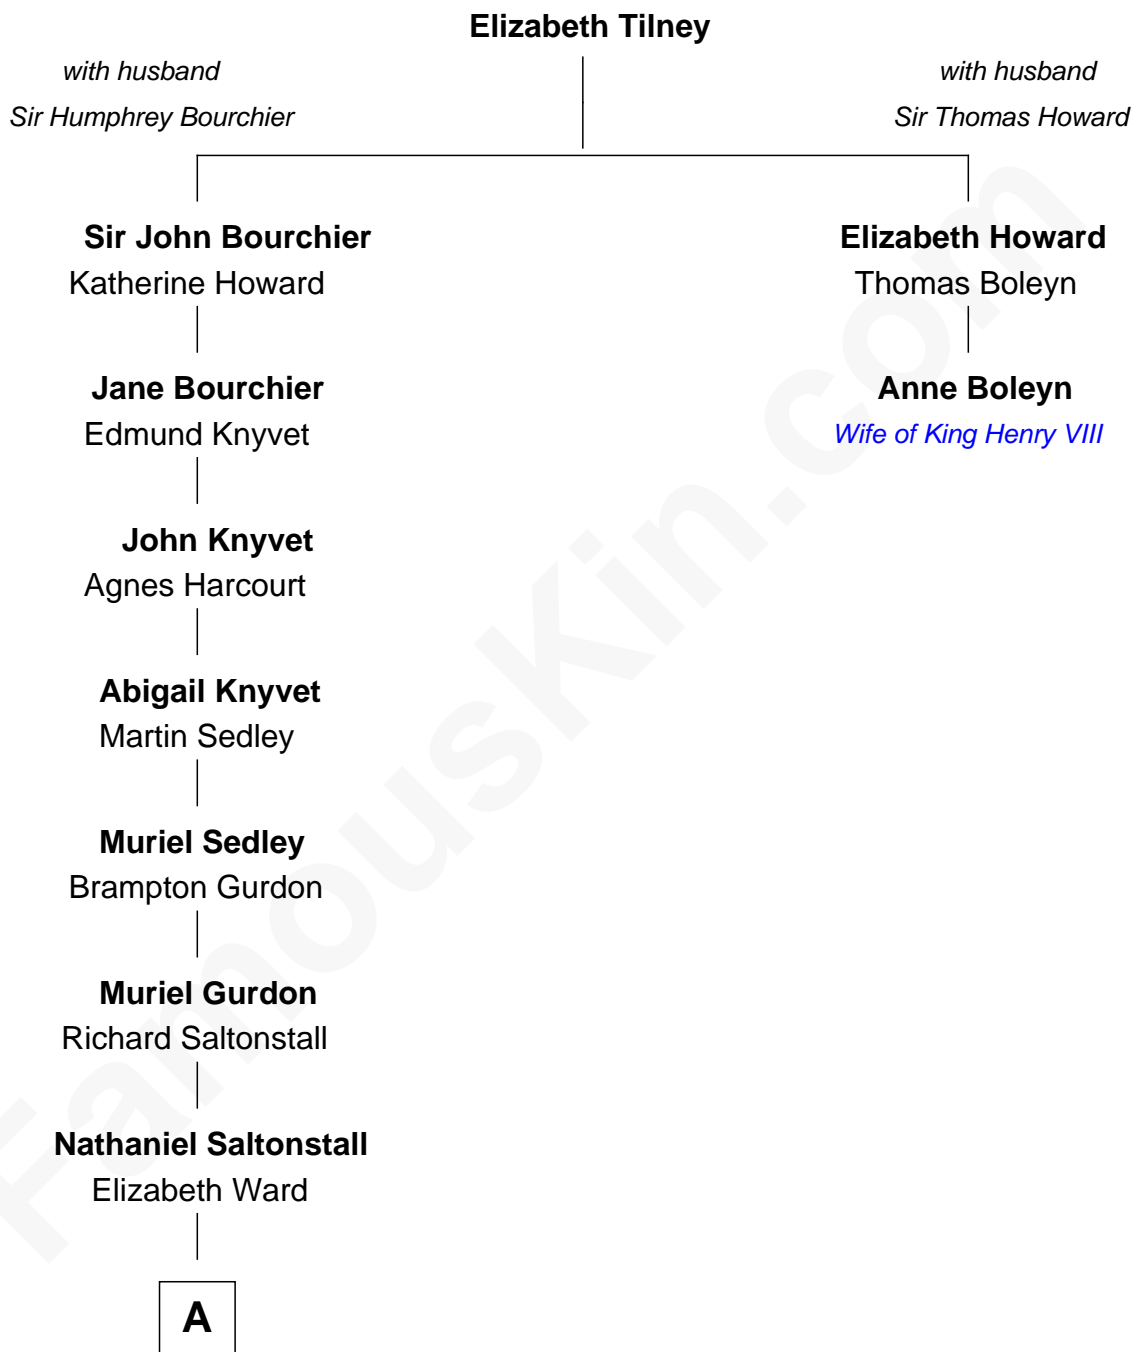 Elizabeth Tilney
with husband
Sir Humphrey Bourchier
with husband
Sir Thomas Howard
Sir John Bourchier
Katherine Howard
Elizabeth Howard
Thomas Boleyn
Jane Bourchier
Edmund Knyvet
Anne Boleyn
Wife of King Henry VIII
John Knyvet
Agnes Harcourt
Abigail Knyvet
Martin Sedley
Muriel Sedley
Brampton Gurdon
Muriel Gurdon
Richard Saltonstall
Nathaniel Saltonstall
Elizabeth Ward
A
FamousKin.com